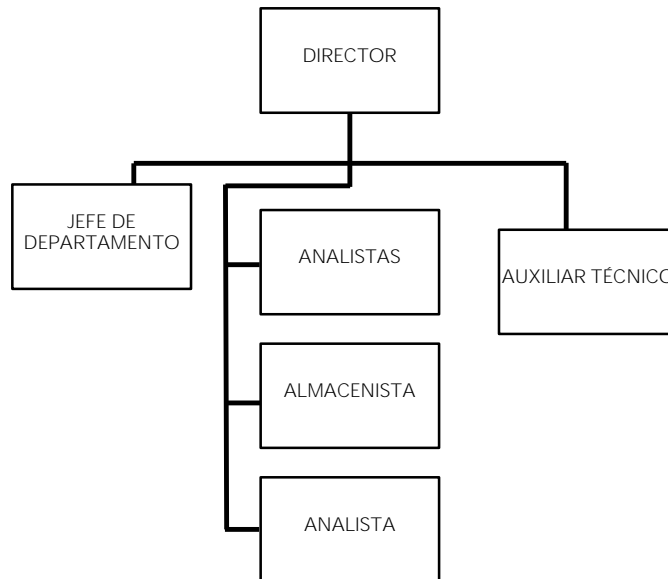 DIRECTOR
JEFE DE
DEPARTAMENTO
ANALISTAS
AUXILIAR TÉCNICO
ALMACENISTA
ANALISTA